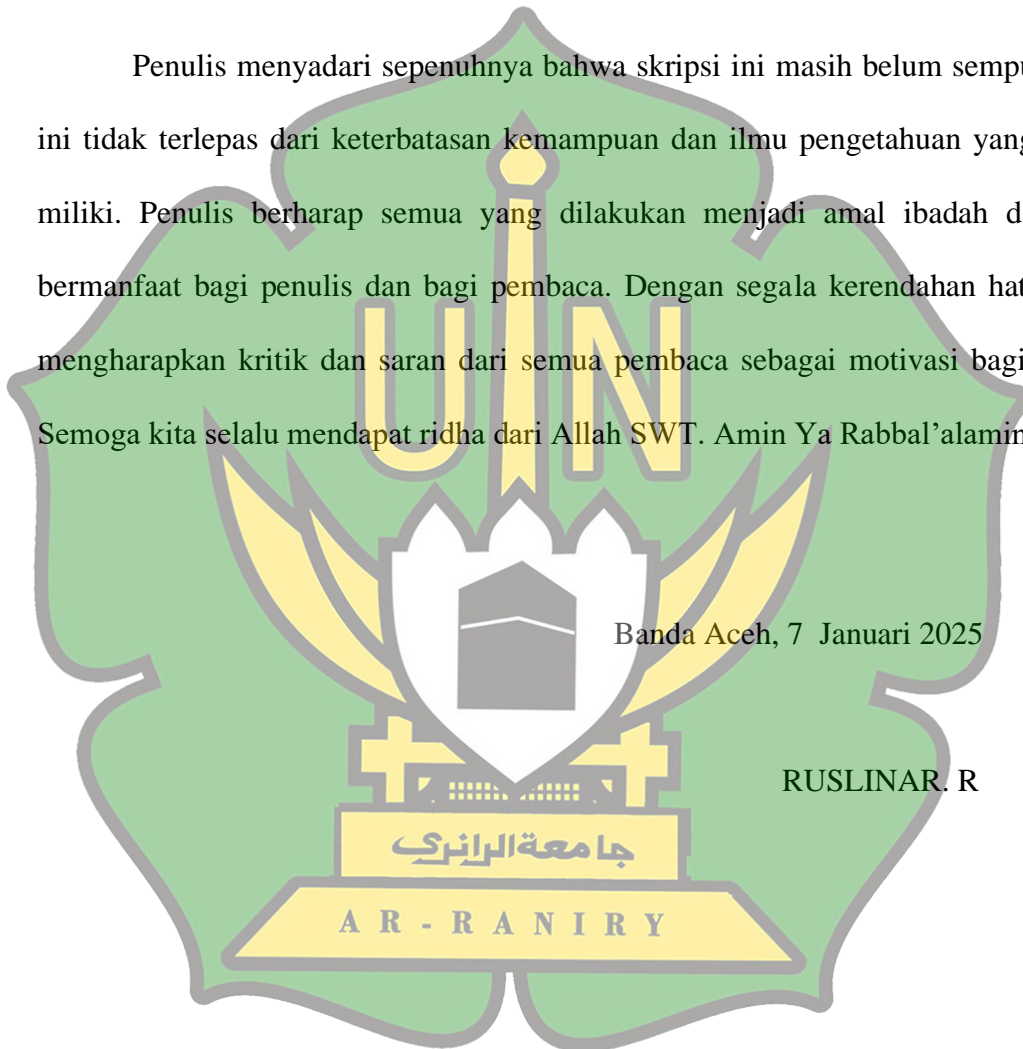 Penulis menyadari sepenuhnya bahwa skripsi ini masih belum
ini tidak terlepas dari keterbatasan kemampuan dan ilmu pengetahuan yang
miliki. Penulis berharap semua yang dilakukan menjadi amal ibadah
bermanfaat bagi penulis dan bagi pembaca. Dengan segala kerendahan
mengharapkan kritik dan saran dari semua pembaca sebagai motivasi bagi
Semoga kita selalu mendapat ridha dari Allah SWT. Amin Ya Rabbal’alamin
UIN
Banda Aceh, 7 Januari 2025
RUSLINAR. R
جامعة الرانري
AR-RANIRY